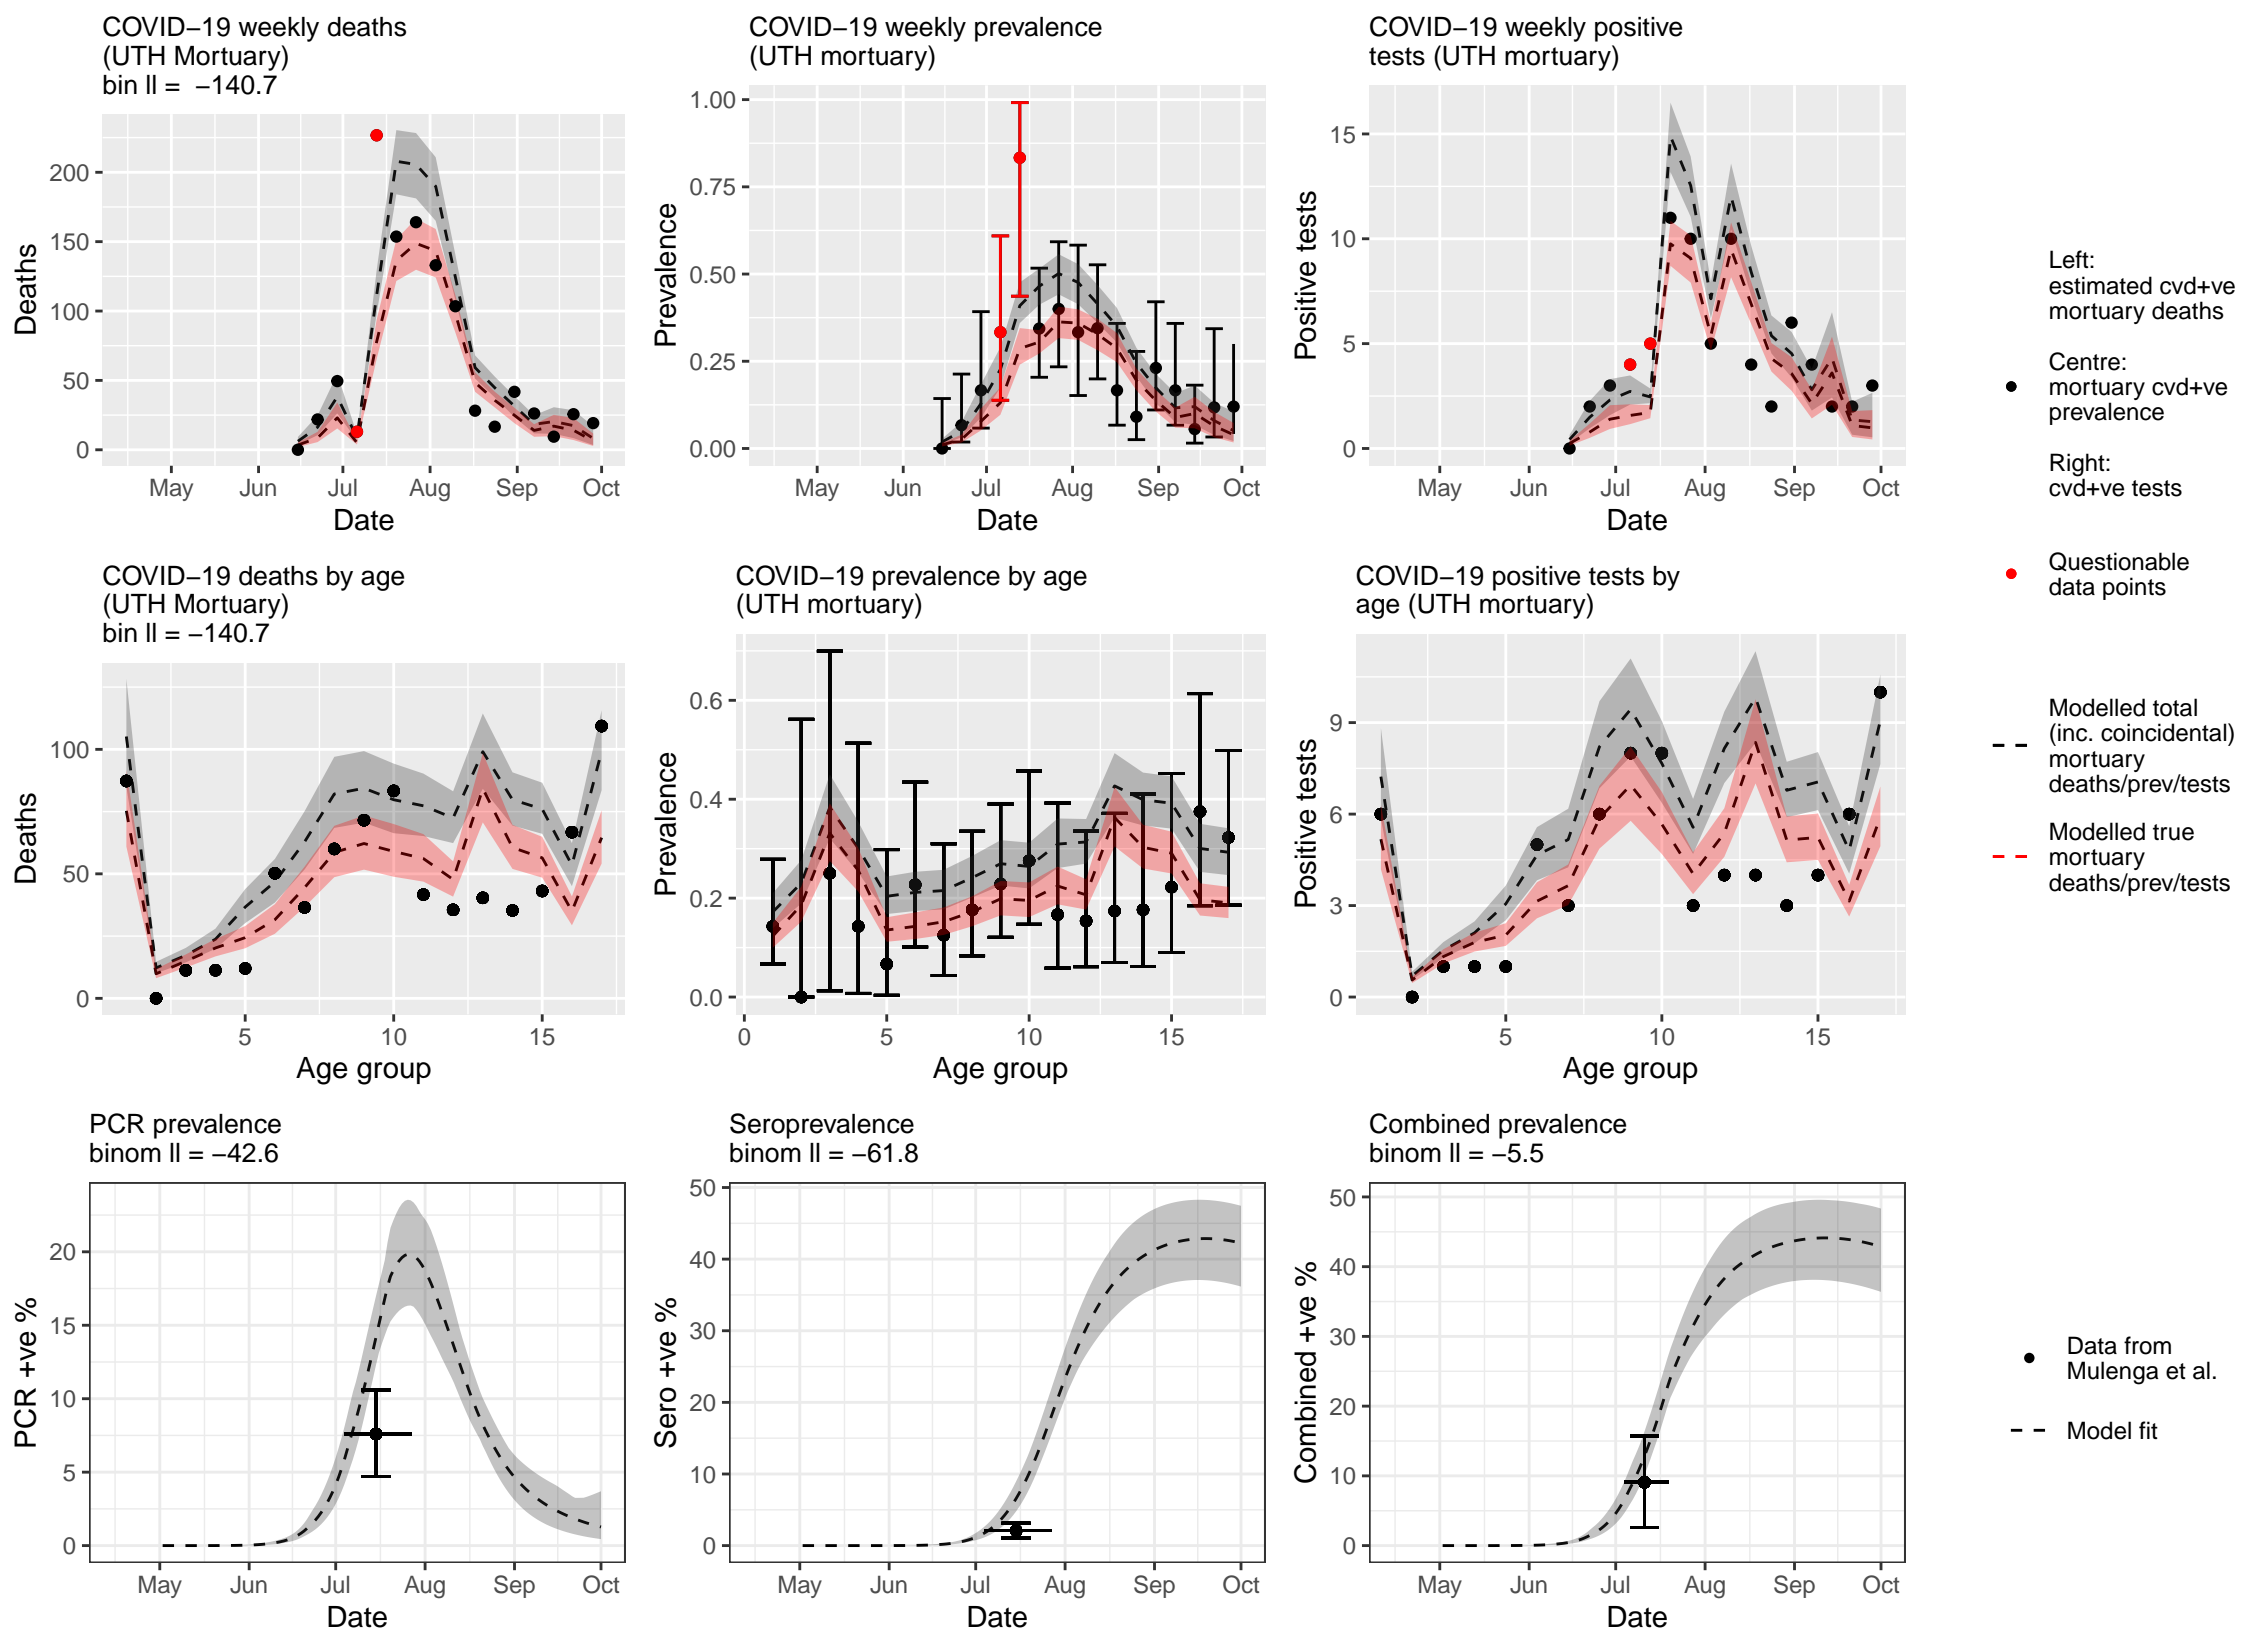 COVID−19 weekly deaths
(UTH Mortuary)
bin ll =  −140.7
Deaths
200
150
100
50
0
May Jun Jul Aug Sep Oct
Date
COVID−19 weekly prevalence
(UTH mortuary)
Prevalence
1.00
0.75
0.50
0.25
0.00
May Jun Jul Aug Sep Oct
Date
COVID−19 weekly positive
tests (UTH mortuary)
Positive tests
15
10
5
0
May Jun Jul Aug Sep Oct
Date
COVID−19 deaths by age
(UTH Mortuary)
bin ll = −140.7
Deaths
100
50
0
5 10 15
Age group
COVID−19 prevalence by age
(UTH mortuary)
Prevalence
0.6
0.4
0.2
0.0
0 5 10 15
Age group
COVID−19 positive tests by
age (UTH mortuary)
Positive tests
9
6
3
0
5 10 15
Age group
PCR prevalence
binom ll = −42.6
PCR +ve %
20
15
10
5
0
May Jun Jul Aug Sep Oct
Date
Seroprevalence
binom ll = −61.8
Sero +ve %
50
40
30
20
10
0
May Jun Jul Aug Sep Oct
Date
Combined prevalence
binom ll = −5.5
Combined +ve %
50
40
30
20
10
0
May Jun Jul Aug Sep Oct
Date
Left:
estimated cvd+ve
mortuary deaths
Centre:
mortuary cvd+ve
prevalence
Right:
cvd+ve tests
Questionable
data points
Modelled total
(inc. coincidental)
mortuary
deaths/prev/tests
Modelled true
mortuary
deaths/prev/tests
Data from
Mulenga et al.
Model fit